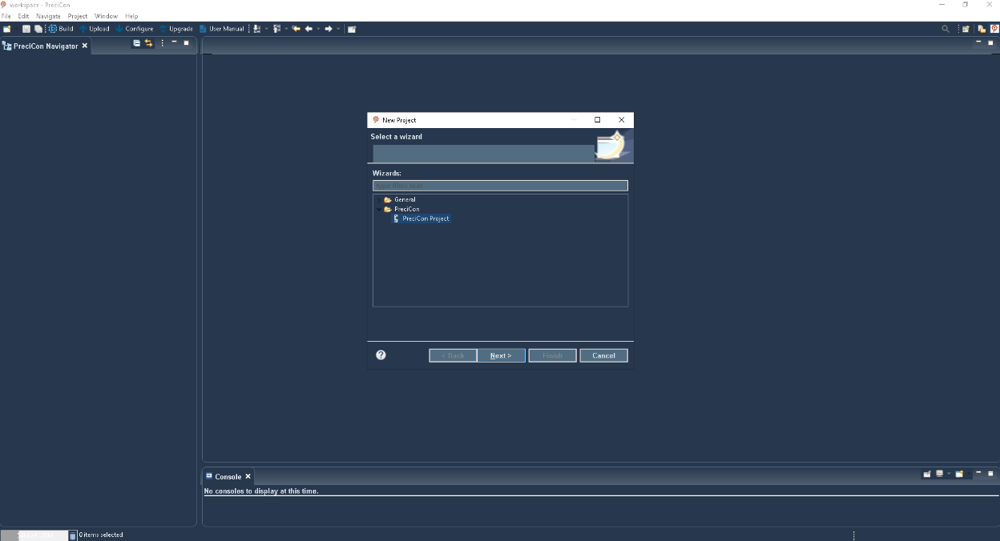 workspace - PreciCon
File Edit Navigate Project Window Help
Build Upload Configure Upgrade User Manual
PreciCon Navigator
New Project
Select a wizard
Wizards:
type filter text
General
PreciCon
PreciCon Project
< Back Next > Finish Cancel
Console
No consoles to display at this time.
0 items selected